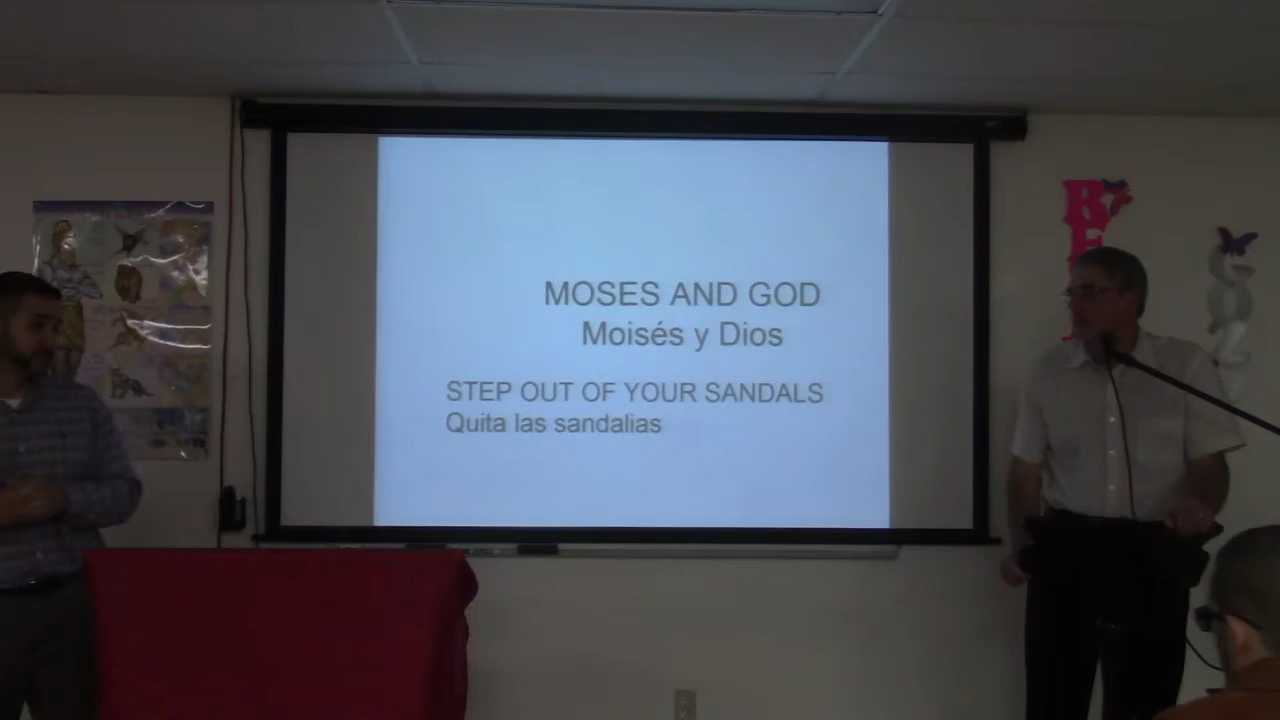 MOSES AND GOD
Moisés y Dios
STEP OUT OF YOUR SANDALS
Quita las sandalias